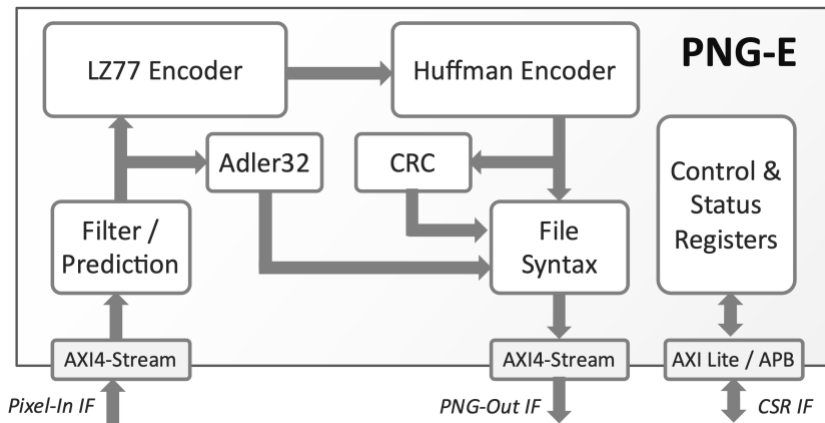 PNG-E
LZ77 Encoder
Huffman Encoder
Adler32
CRC
Control &
Status
Registers
Filter /
Prediction
File
Syntax
AXI4-Stream
AXI4-Stream
AXI Lite / APB
Pixel-In IF
PNG-Out IF
CSR IF